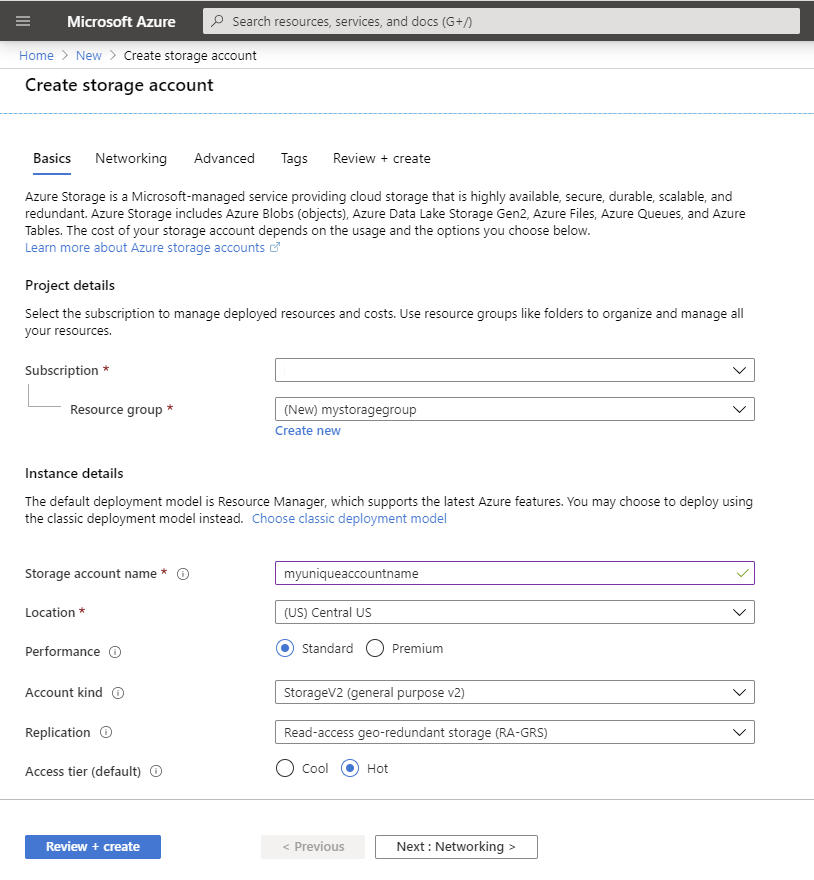 Microsoft Azure
Search resources, services, and docs (G+/)
Home > New > Create storage account
Create storage account
Basics Networking Advanced Tags Review + create
Azure Storage is a Microsoft-managed service providing cloud storage that is highly available, secure, durable, scalable, and
redundant. Azure Storage includes Azure Blobs (objects), Azure Data Lake Storage Gen2, Azure Files, Azure Queues, and Azure
Tables. The cost of your storage account depends on the usage and the options you choose below.
Learn more about Azure storage accounts
Project details
Select the subscription to manage deployed resources and costs. Use resource groups like folders to organize and manage all
your resources.
Subscription *
Resource group * (New) mystoragegroup
Create new
Instance details
The default deployment model is Resource Manager, which supports the latest Azure features. You may choose to deploy using
the classic deployment model instead. Choose classic deployment model
Storage account name * myuniqueaccountname
Location * (US) Central US
Performance Standard Premium
Account kind StorageV2 (general purpose v2)
Replication Read-access geo-redundant storage (RA-GRS)
Access tier (default) Cool Hot
Review + create < Previous Next : Networking >